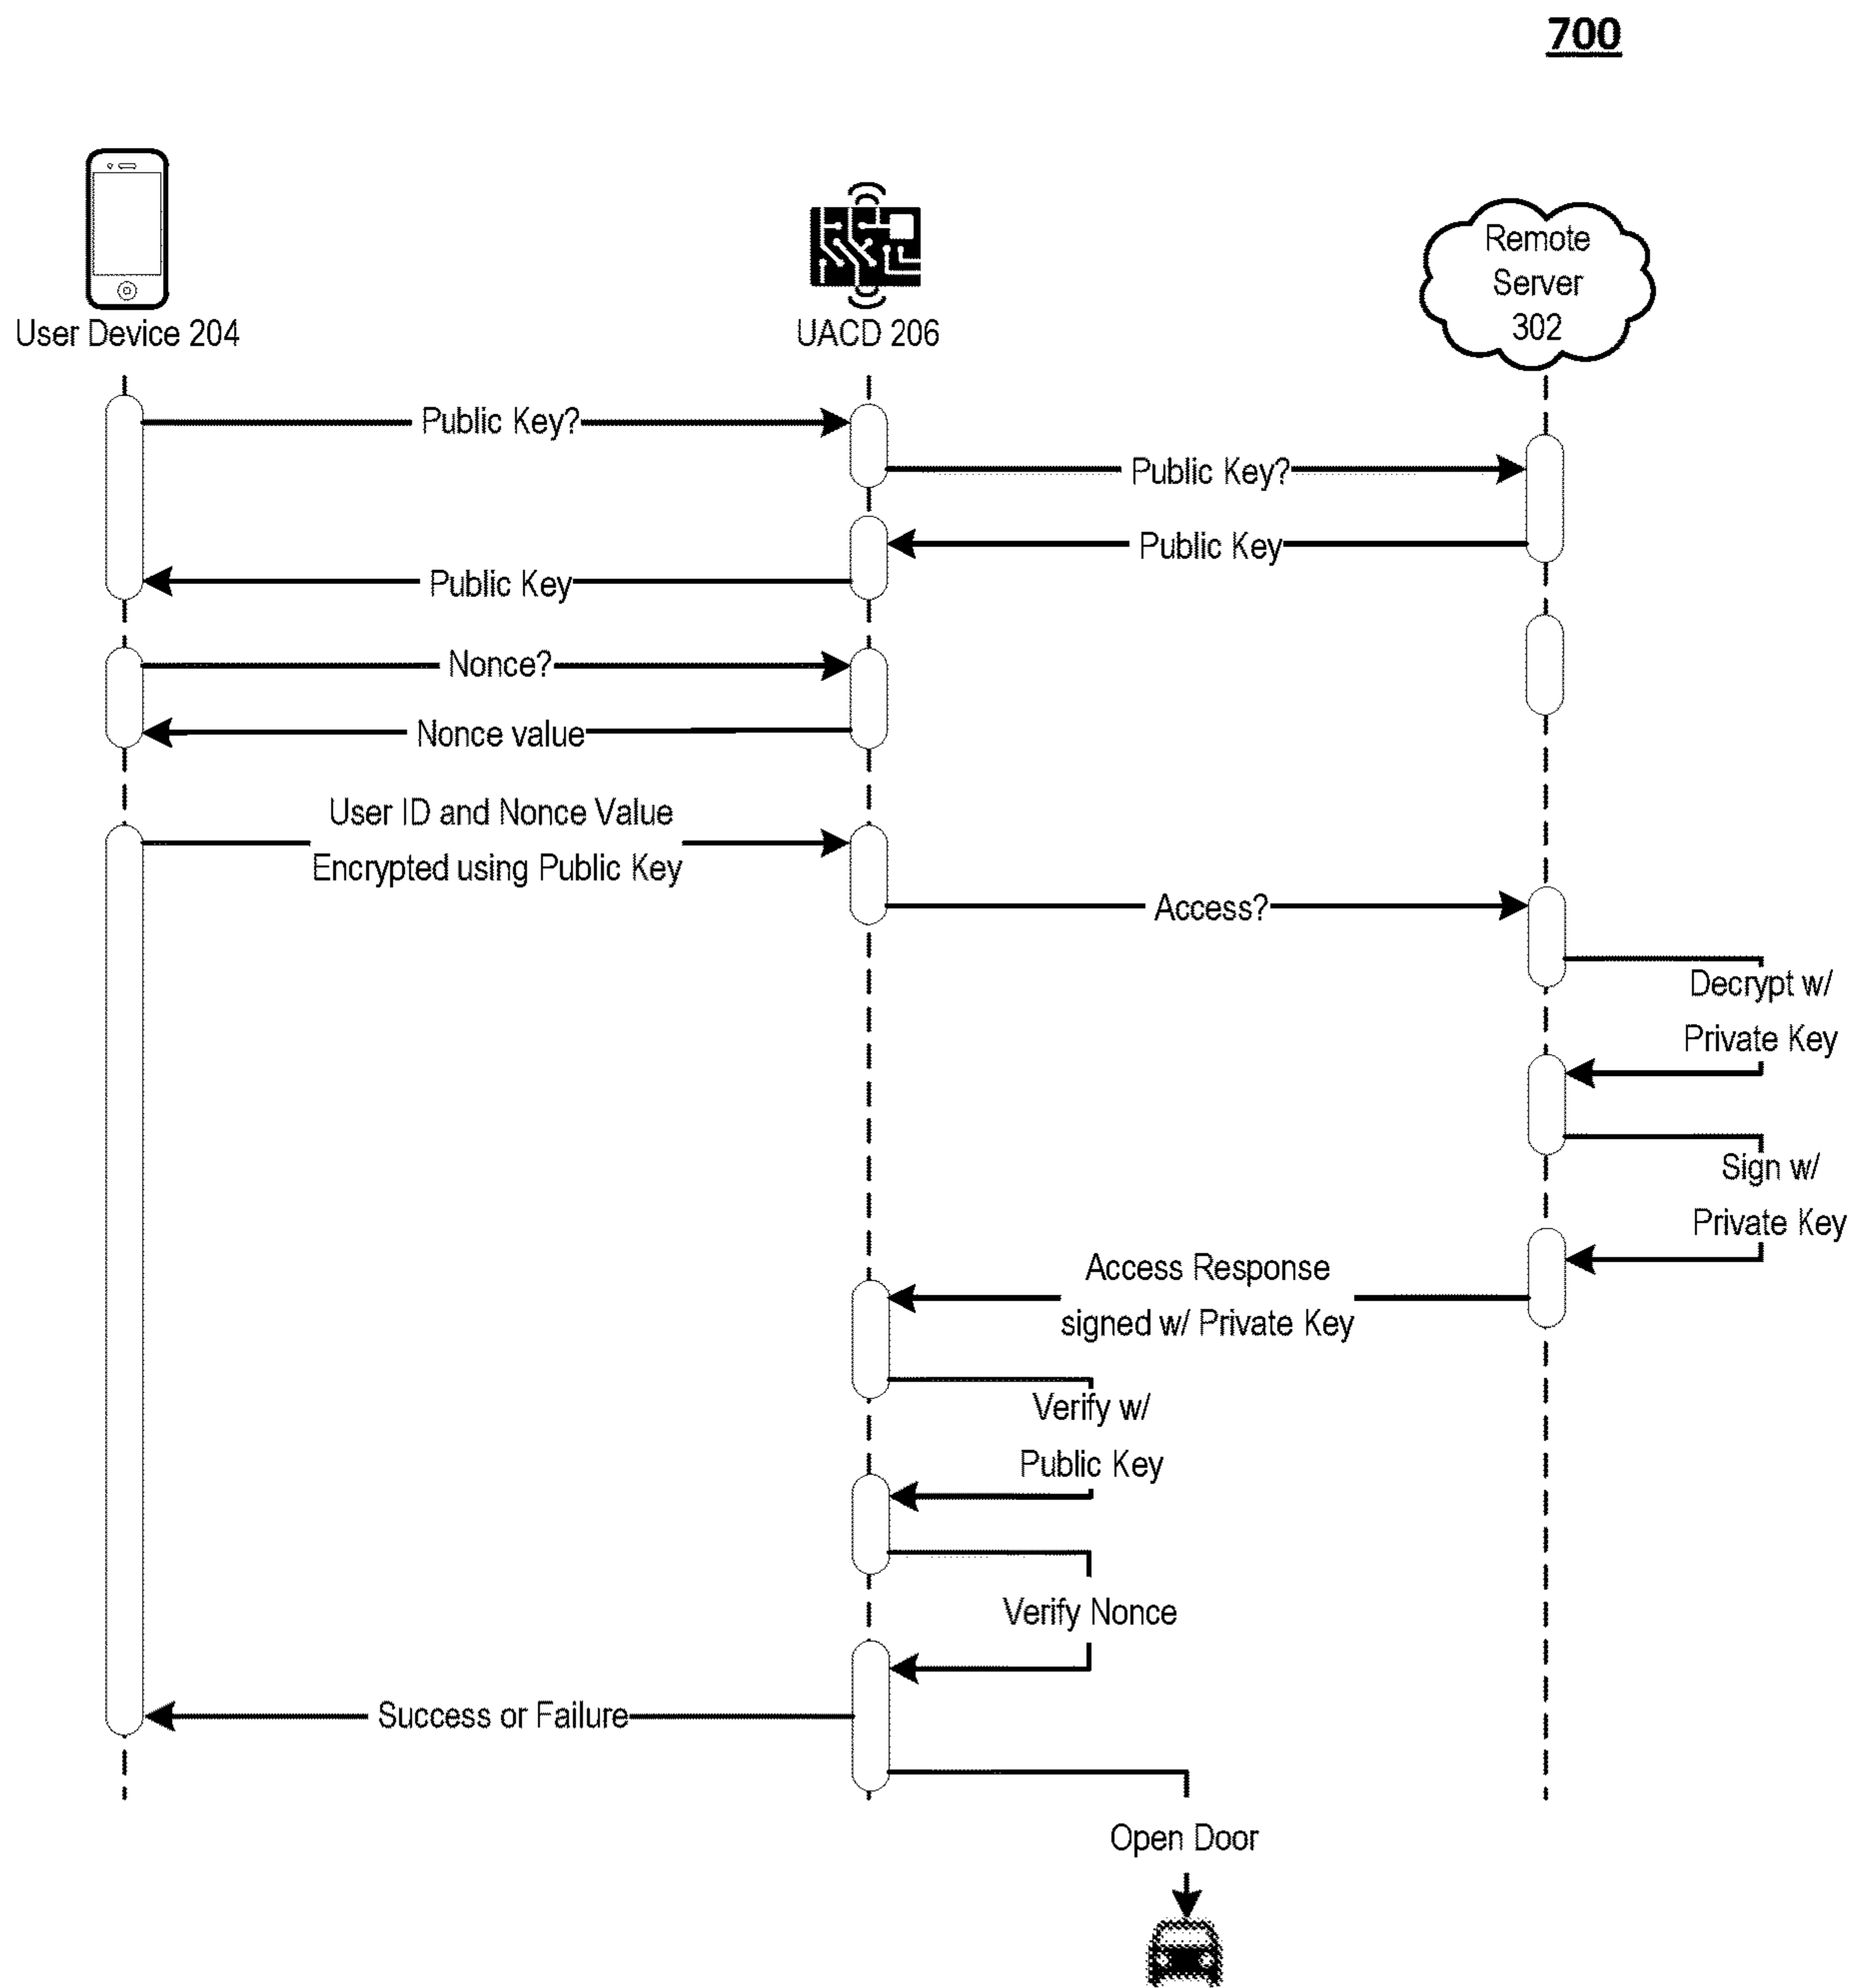 700
Remote
Server
302
User Device 204
UACD 206
Public Key?
Public Key?
Public Key
Public Key
Nonce?
Nonce value
User ID and Nonce Value
Encrypted using Public Key
Access?
Decrypt w/
Private Key
Sign w/
Private Key
Access Response
signed w/ Private Key
Verify w/
Public Key
Verify Nonce
Success or Failure
Open Door